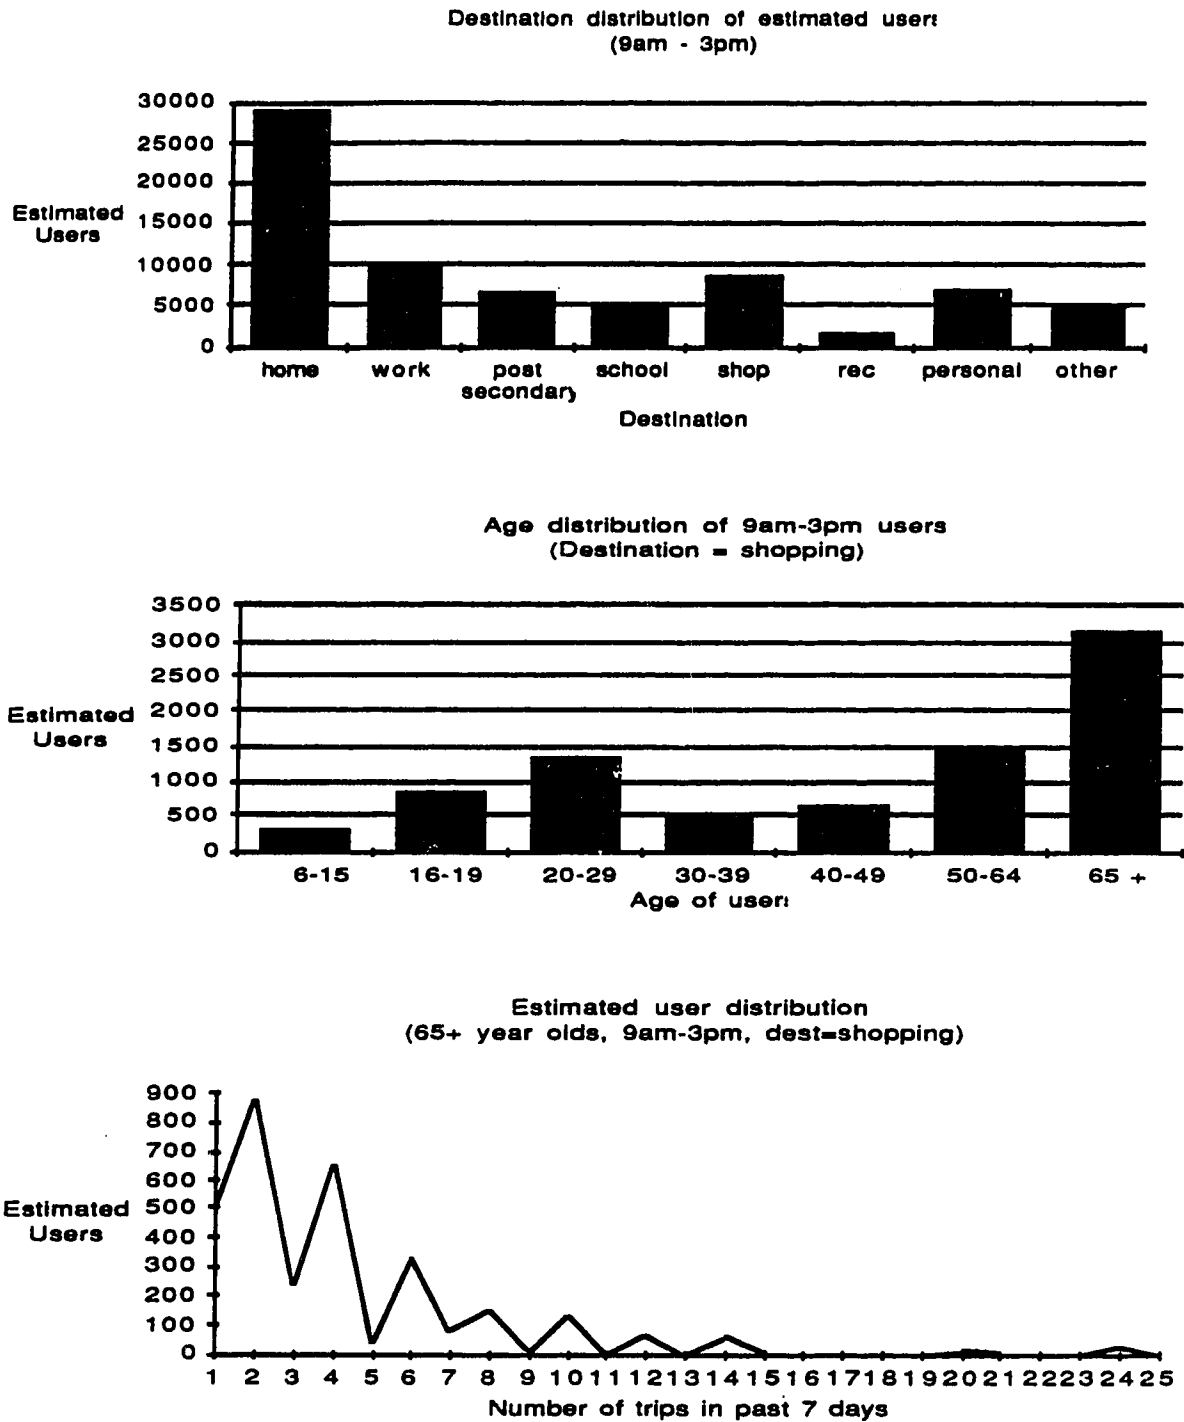 Destination distribution of estimated users
(9am - 3pm)
30000
25000
20000
15000
10000
5000
0
Estimated
Users
home work post secondary school shop rec personal other
Destination
Age distribution of 9am-3pm users
(Destination = shopping)
3500
3000
2500
2000
1500
1000
500
0
Estimated
Users
6-15 16-19 20-29 30-39 40-49 50-64 65 +
Age of users
Estimated user distribution
(65+ year olds, 9am-3pm, dest=shopping)
900
800
700
600
500
400
300
200
100
0
Estimated
Users
1 2 3 4 5 6 7 8 9 10 11 12 13 14 15 16 17 18 19 20 21 22 23 24 25
Number of trips in past 7 days